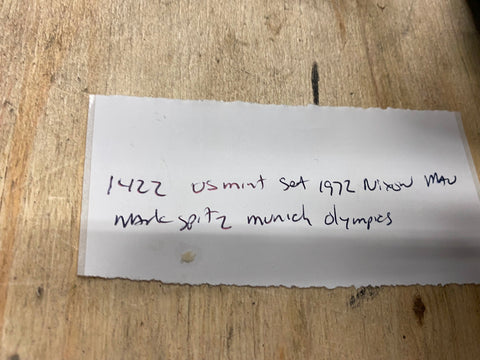 1422 US mint set 1972 Nixon MAO
Mark spitz munich olympics